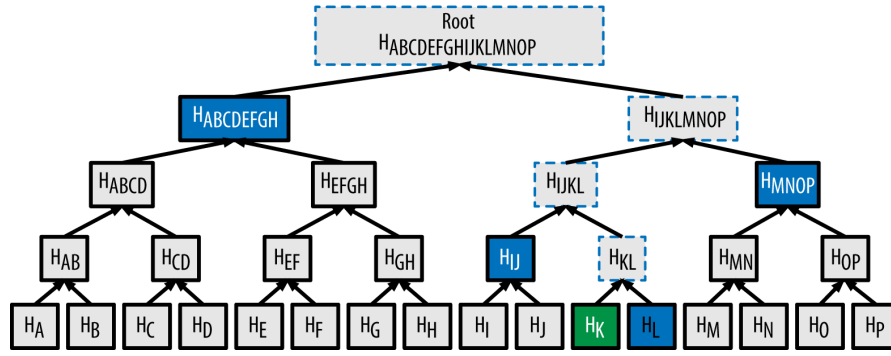 Root
HABCDEFGHIJKLMNOP
HABCDEFGH
HIJKLMNOP
HABCD
HEFGH
HIJKL
HMNOP
HAB
HCD
HEF
HGH
HIJ
HKL
HMN
HOP
HA
HB
HC
HD
HE
HF
HG
HH
HI
HJ
HK
HL
HM
HN
HO
HP